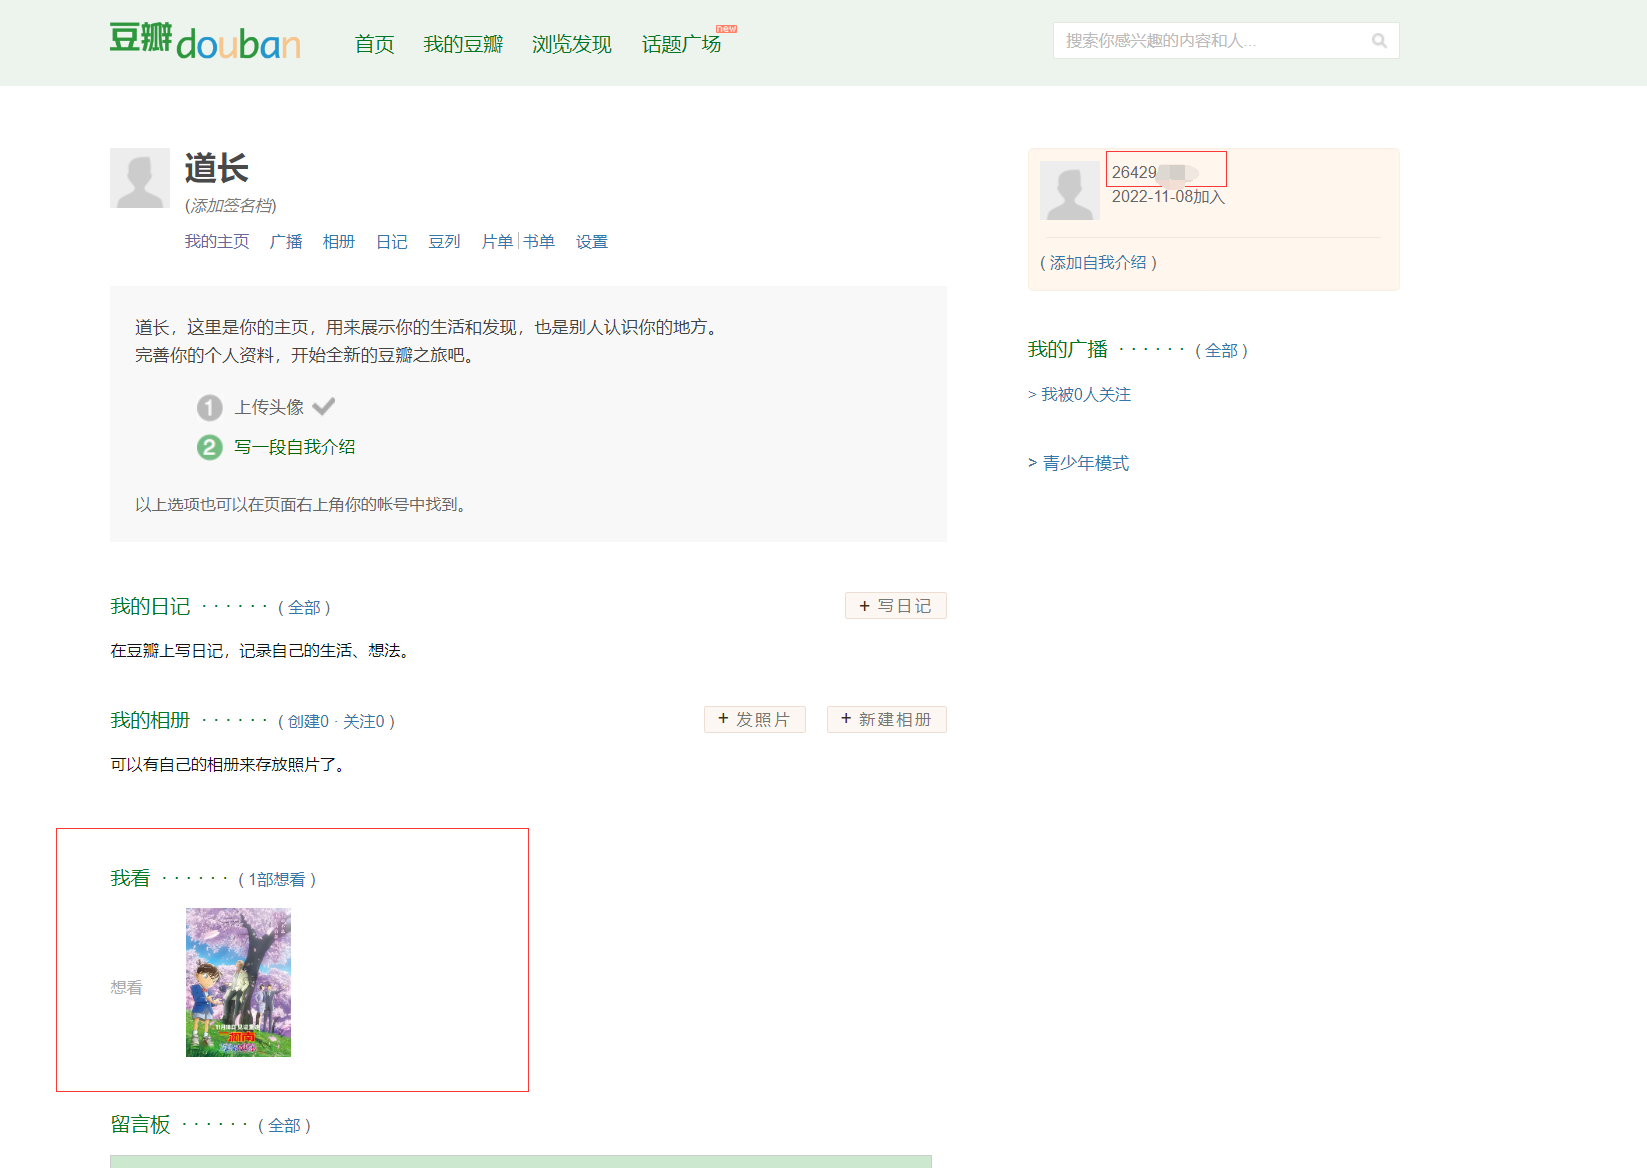 豆瓣douban
首页 我的豆瓣 浏览发现 话题广场 new
搜索你感兴趣的内容和人...
道长
(添加签名档)
我的主页 广播 相册 日记 豆列 片单 书单 设置
道长，这里是你的主页，用来展示你的生活和发现，也是别人认识你的地方。
完善你的个人资料，开始全新的豆瓣之旅吧。
1 上传头像
2 写一段自我介绍
以上选项也可以在页面右上角你的帐号中找到。
我的日记 · · · · · · ( 全部 )
+ 写日记
在豆瓣上写日记，记录自己的生活、想法。
我的相册 · · · · · · ( 创建0 · 关注0 )
+ 发照片
+ 新建相册
可以有自己的相册来存放照片了。
我看 · · · · · · ( 1部想看 )
想看
留言板 · · · · · · ( 全部 )
26429
2022-11-08加入
( 添加自我介绍 )
我的广播 · · · · · · ( 全部 )
> 我被0人关注
> 青少年模式